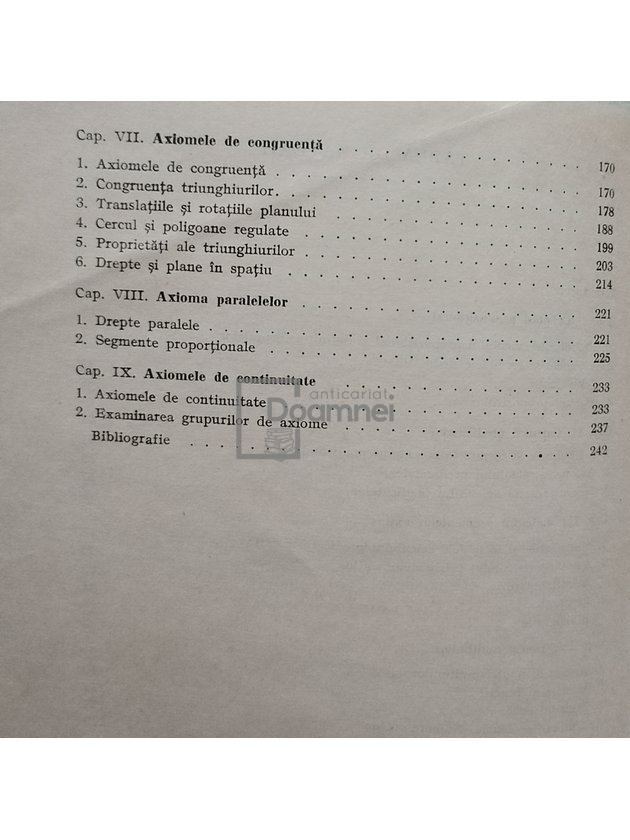 Cap. VII. Axiomele de congruență . . . . . . . . . . . . . . 170
1. Axiomele de congruență . . . . . . . . . . . . . . 170
2. Congruența triunghiurilor. . . . . . . . . . . . . . 178
3. Translațiile și rotațiile planului . . . . . . . . . . . . . . 188
4. Cercul și poligoane regulate . . . . . . . . . . . . . . 199
5. Proprietăți ale triunghiurilor . . . . . . . . . . . . . . 203
6. Drepte și plane în spațiu . . . . . . . . . . . . . . 214
Cap. VIII. Axioma paralelelor . . . . . . . . . . . . . . 221
1. Drepte paralele . . . . . . . . . . . . . . 221
2. Segmente proporționale . . . . . . . . . . . . . . 225
Cap. IX. Axiomele de continuitate . . . . . . . . . . . . . . 233
1. Axiomele de continuitate . . . . . . . . . . . . . . 233
2. Examinarea grupurilor de axiome . . . . . . . . . . . . . . 237
Bibliografie . . . . . . . . . . . . . . 242
anticariat
Doamnei